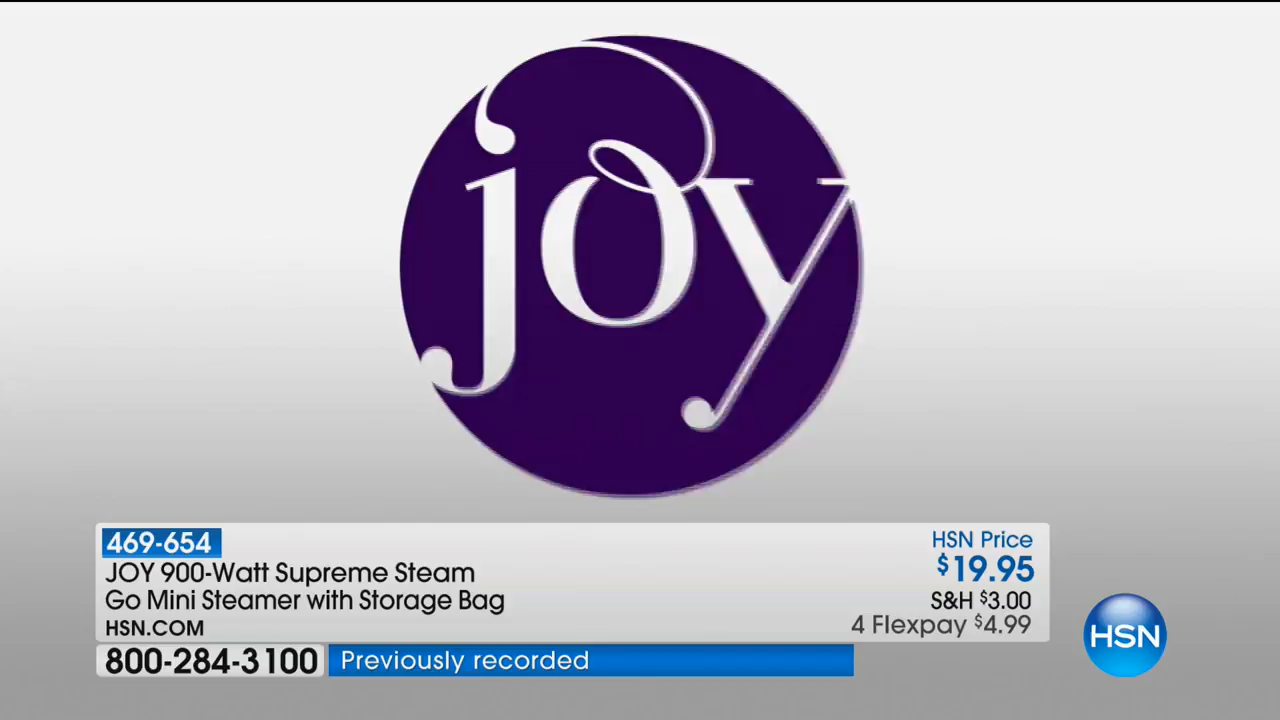 joy
469-654
JOY 900-Watt Supreme Steam
Go Mini Steamer with Storage Bag
HSN.COM
HSN Price
$19.95
S&H $3.00
4 Flexpay $4.99
800-284-3100
Previously recorded
HSN